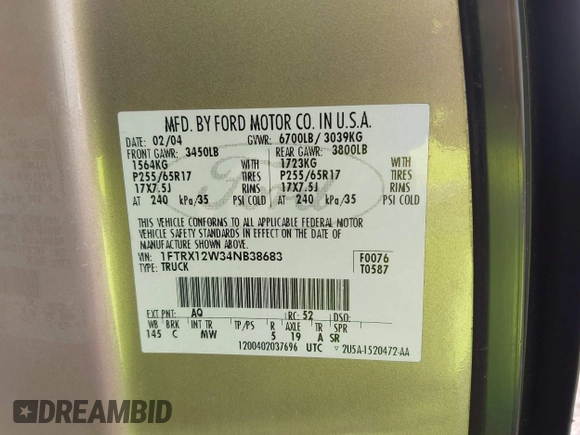 MFD. BY FORD MOTOR CO. IN U.S.A.
DATE: 02/04 GVWR: 6700LB/ 3039KG
FRONT GAWR: 3450LB REAR GAWR: 3800LB
1564KG WITH 1723KG WITH
P255/65R17 TIRES P255/65R17 TIRES
17X7.5J RIMS 17X7.5J RIMS
AT 240 kPa/35 PSI COLD AT 240 kPa/35 PSI COLD
THIS VEHICLE CONFORMS TO ALL APPLICABLE FEDERAL MOTOR
VEHICLE SAFETY STANDARDS IN EFFECT ON THE DATE OF
MANUFACTURE SHOWN ABOVE.
VIN: 1FTRX12W34NB38683 F0076
TYPE: TRUCK T0587
Ford
EXT. PNT: AQ RC: 52 DSO:
WB BRK INT TR TP/PS R AXLE TR SPR
145 C MW 5 19 A SR
1200402037696 UTC 2U5A-1520472-AA
DREAMBID